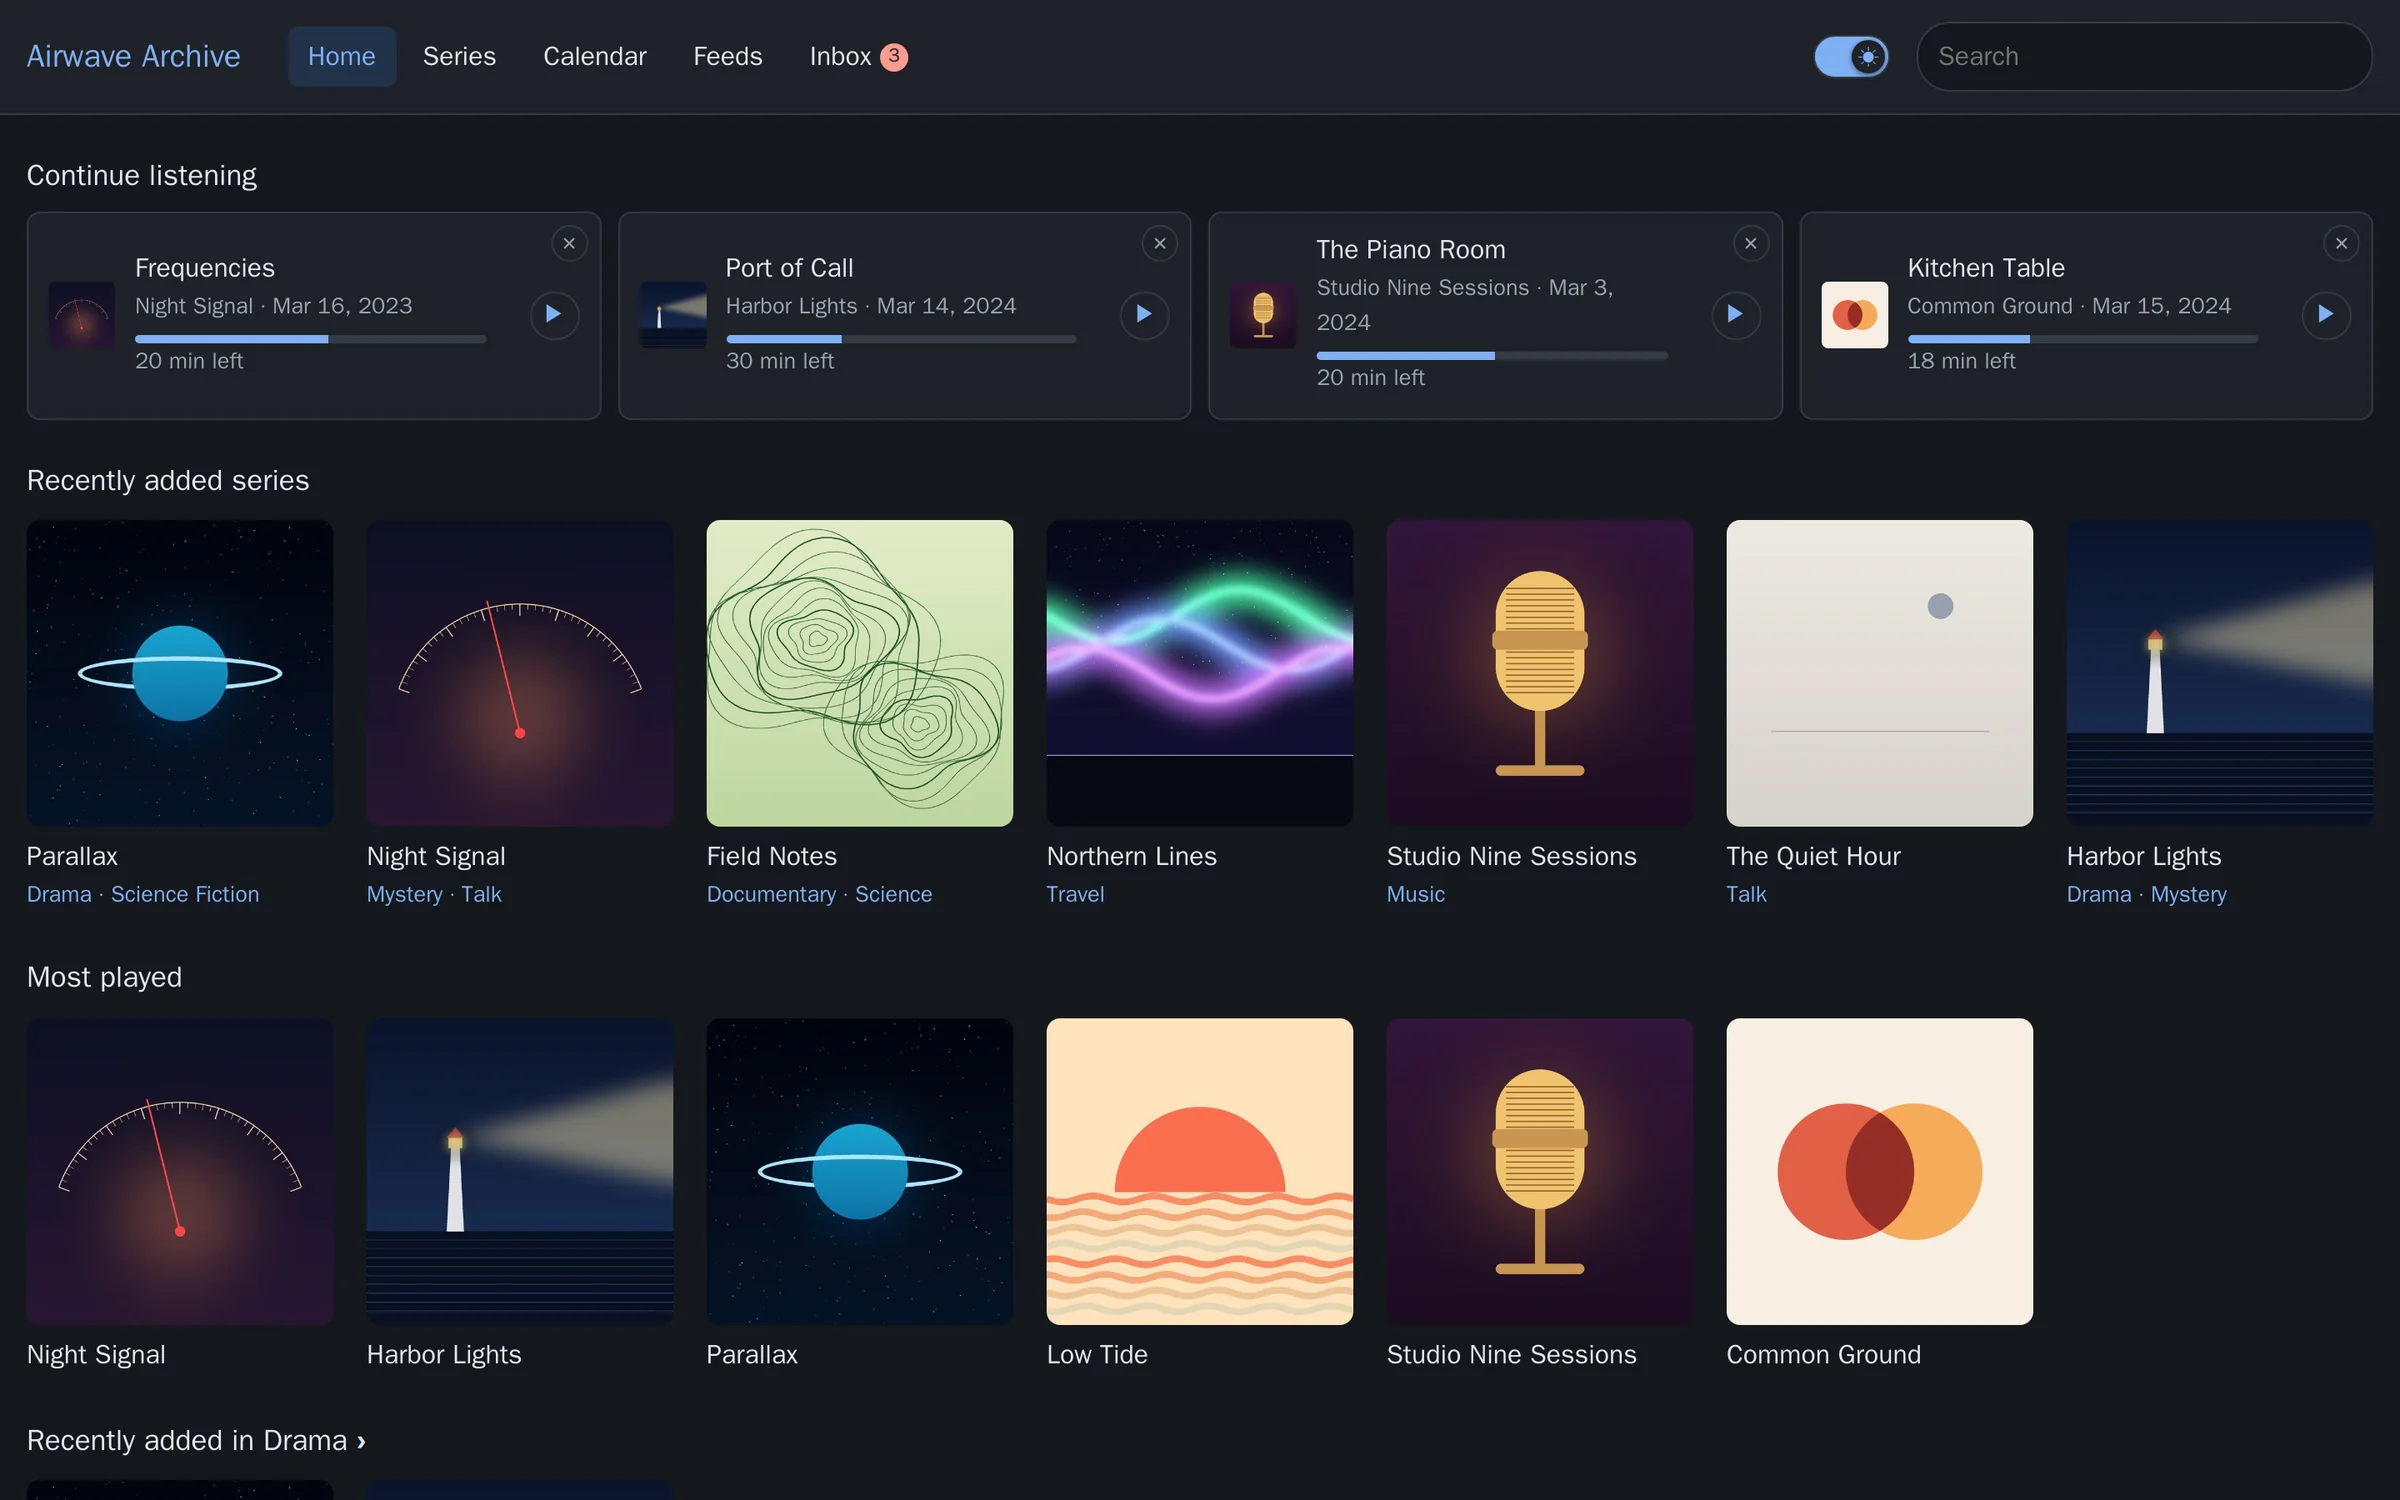 Airwave Archive
Home
Series
Calendar
Feeds
Inbox 3
Search
Continue listening
Frequencies
Night Signal · Mar 16, 2023
20 min left
Port of Call
Harbor Lights · Mar 14, 2024
30 min left
The Piano Room
Studio Nine Sessions · Mar 3,
2024
20 min left
Kitchen Table
Common Ground · Mar 15, 2024
18 min left
Recently added series
Parallax
Drama · Science Fiction
Night Signal
Mystery · Talk
Field Notes
Documentary · Science
Northern Lines
Travel
Studio Nine Sessions
Music
The Quiet Hour
Talk
Harbor Lights
Drama · Mystery
Most played
Night Signal
Harbor Lights
Parallax
Low Tide
Studio Nine Sessions
Common Ground
Recently added in Drama ›